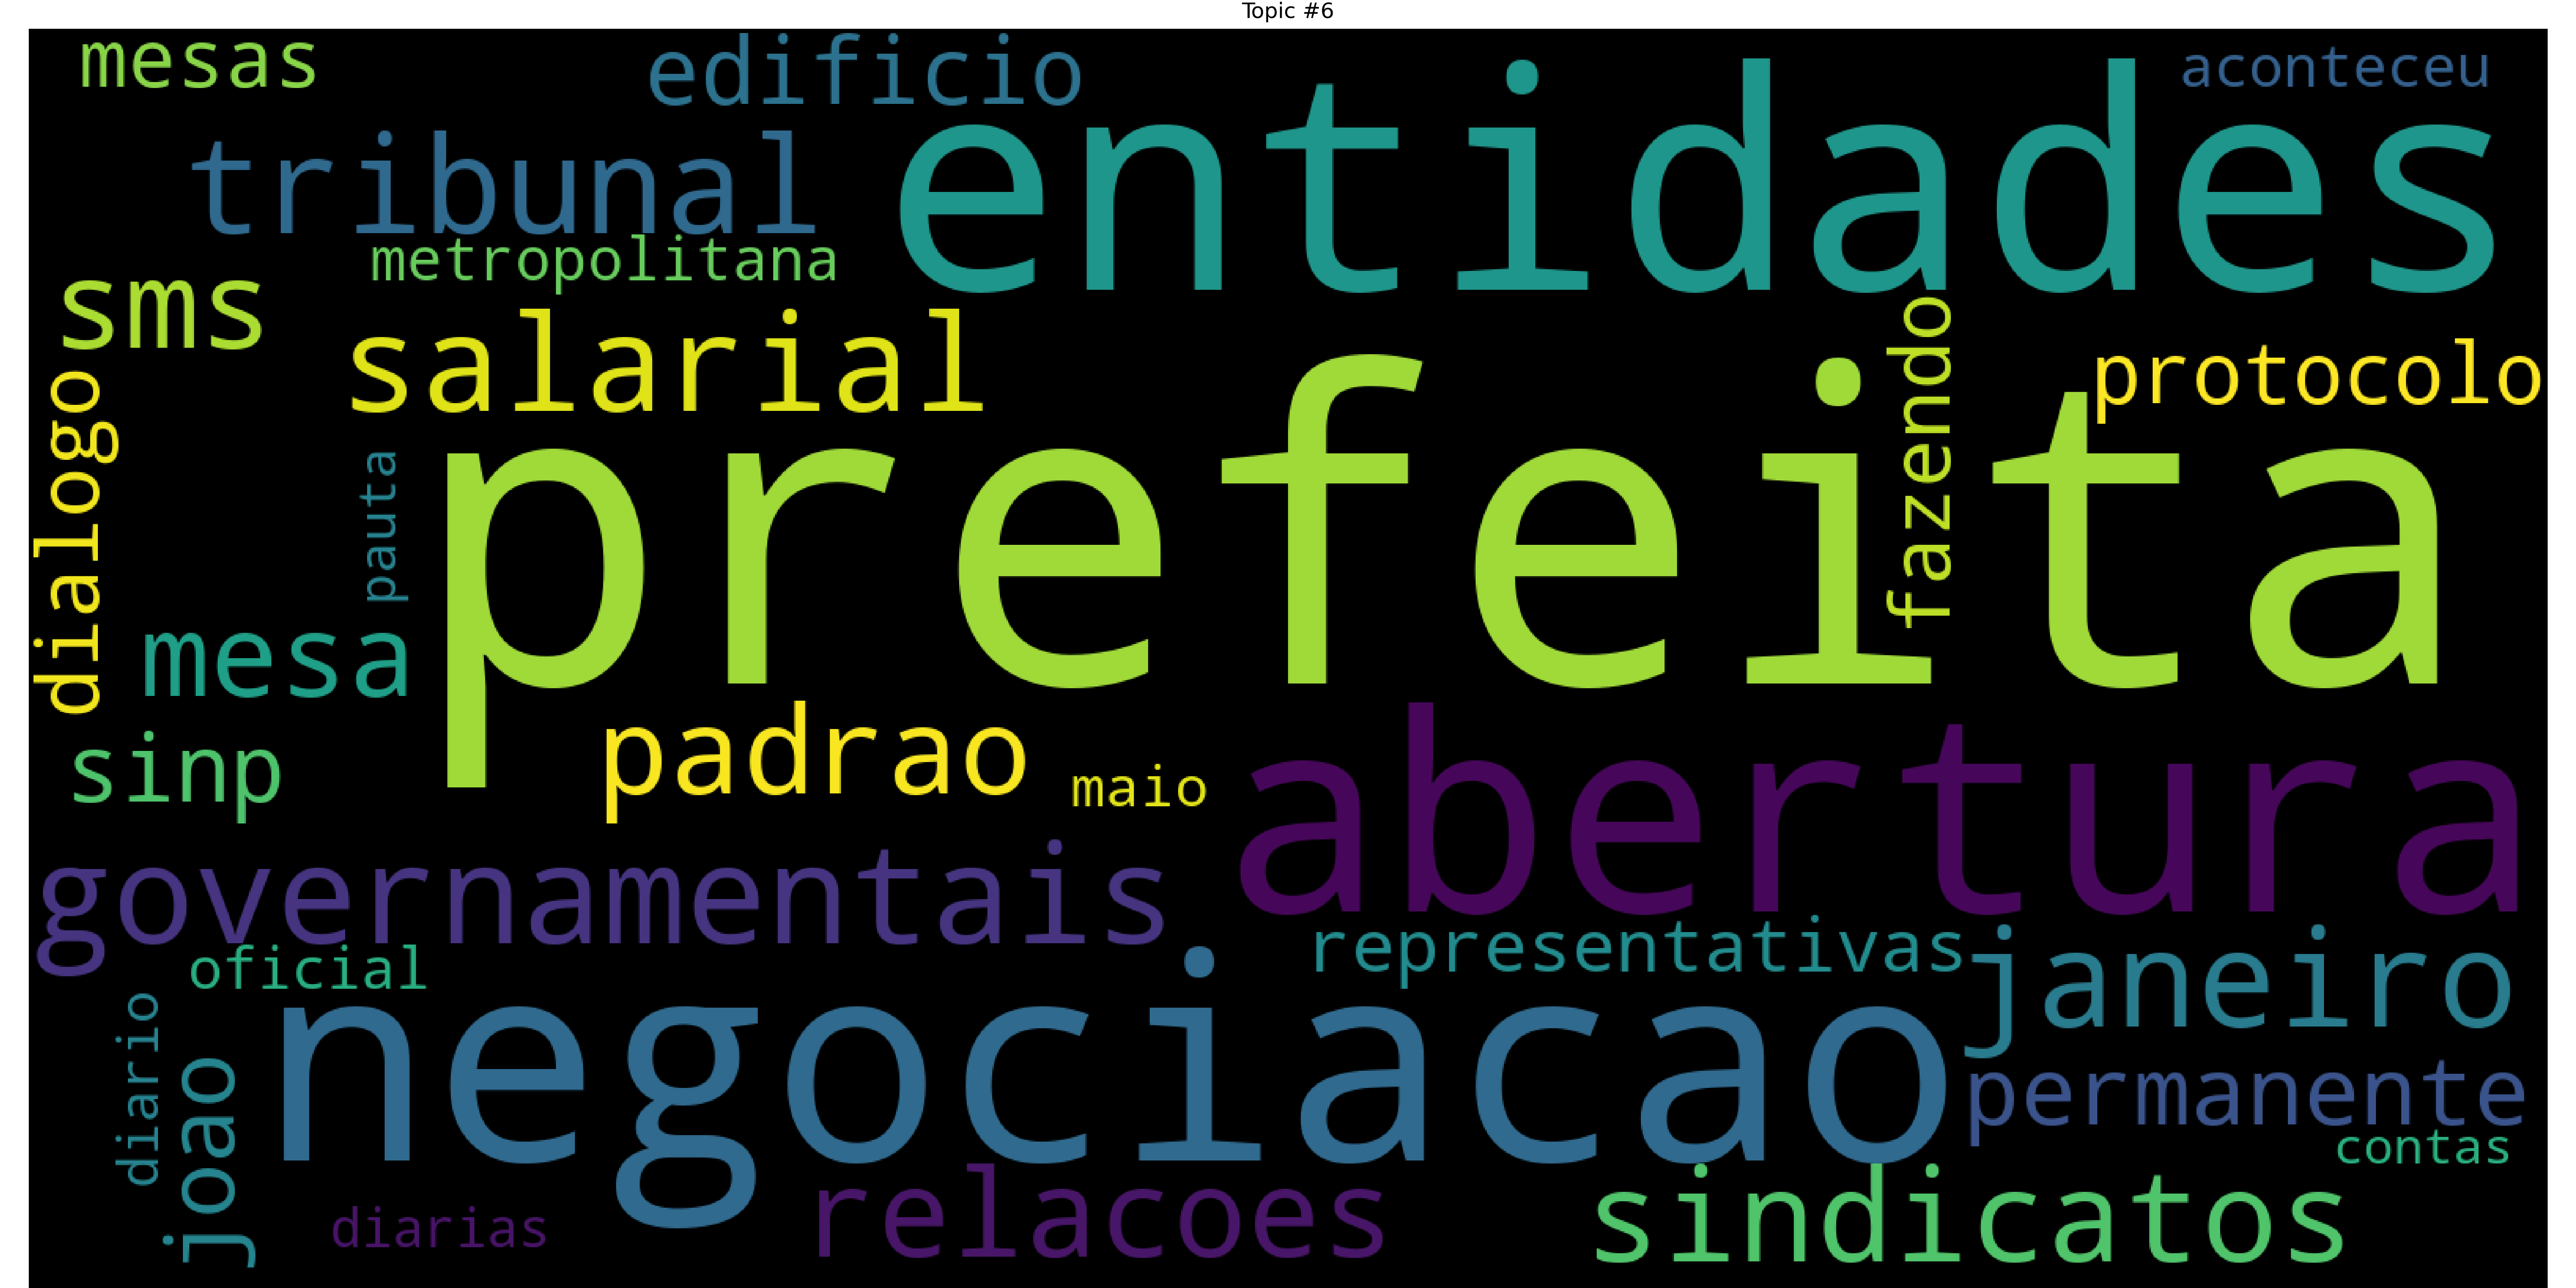 Topic #6
mesas
edificio
aconteceu
entidades
tribunal
metropolitana
sms
salarial
fazendo
protocolo
dialogo
pauta
prefeita
mesa
padrao
sinp
maio
abertura
governamentais
oficial
representativas
janeiro
diario
joao
negociacao
permanente
contas
diarias
relacoes
sindicatos